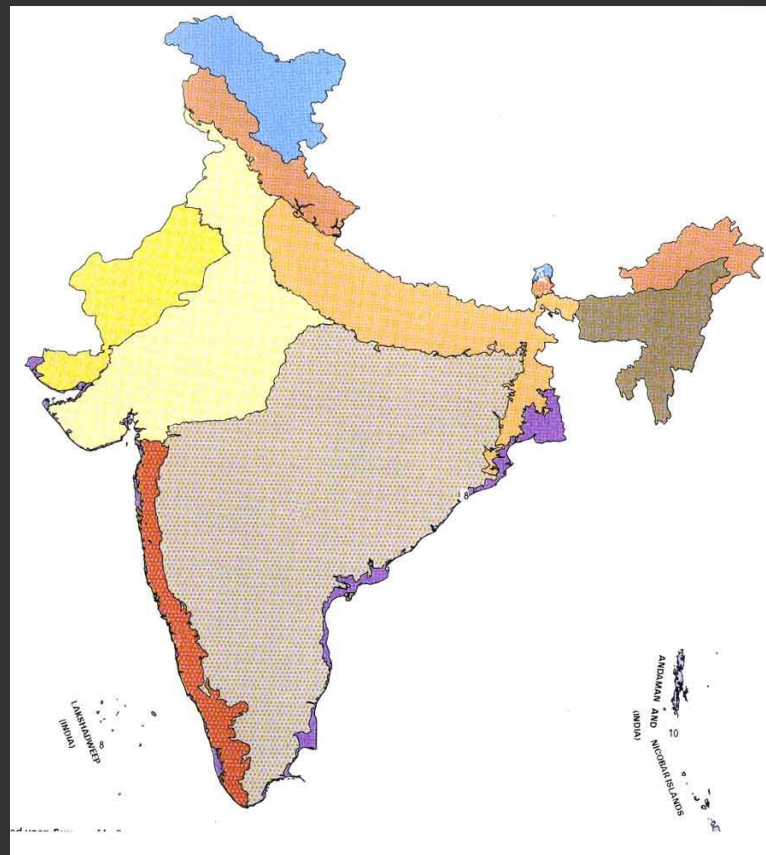 8
LAKSHADWEEP
(INDIA)
8
ANDAMAN AND NICOBAR ISLANDS
(INDIA)
10